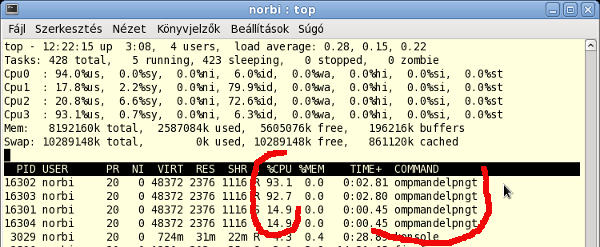 norbi : top
Fájl Szerkesztés Nézet Könyvjelzők Beállítások Súgó
top - 12:22:15 up 3:08, 4 users, load average: 0.28, 0.15, 0.22
Tasks: 428 total, 5 running, 423 sleeping, 0 stopped, 0 zombie
Cpu0 : 94.0%us, 0.0%sy, 0.0%ni, 6.0%id, 0.0%wa, 0.0%hi, 0.0%si, 0.0%st
Cpu1 : 17.8%us, 2.2%sy, 0.0%ni, 79.9%id, 0.0%wa, 0.0%hi, 0.0%si, 0.0%st
Cpu2 : 20.8%us, 6.6%sy, 0.0%ni, 72.6%id, 0.0%wa, 0.0%hi, 0.0%si, 0.0%st
Cpu3 : 93.1%us, 0.7%sy, 0.0%ni, 6.3%id, 0.0%wa, 0.0%hi, 0.0%si, 0.0%st
Mem: 8192160k total, 2587084k used, 5605076k free, 196216k buffers
Swap: 10289148k total, 0k used, 10289148k free, 861120k cached
PID USER PR NI VIRT RES SHR S %CPU %MEM TIME+ COMMAND
16302 norbi 20 0 48372 2376 1116 R 93.1 0.0 0:02.81 ompmandelpngt
16303 norbi 20 0 48372 2376 1116 R 92.7 0.0 0:02.80 ompmandelpngt
16301 norbi 20 0 48372 2376 1116 14.9 0.0 0:00.45 ompmandelpngt
16304 norbi 20 0 48372 2376 1116 14.9 0.0 0:00.45 ompmandelpngt
3029 norbi 20 0 724m 31m 22m 0.4 konsole